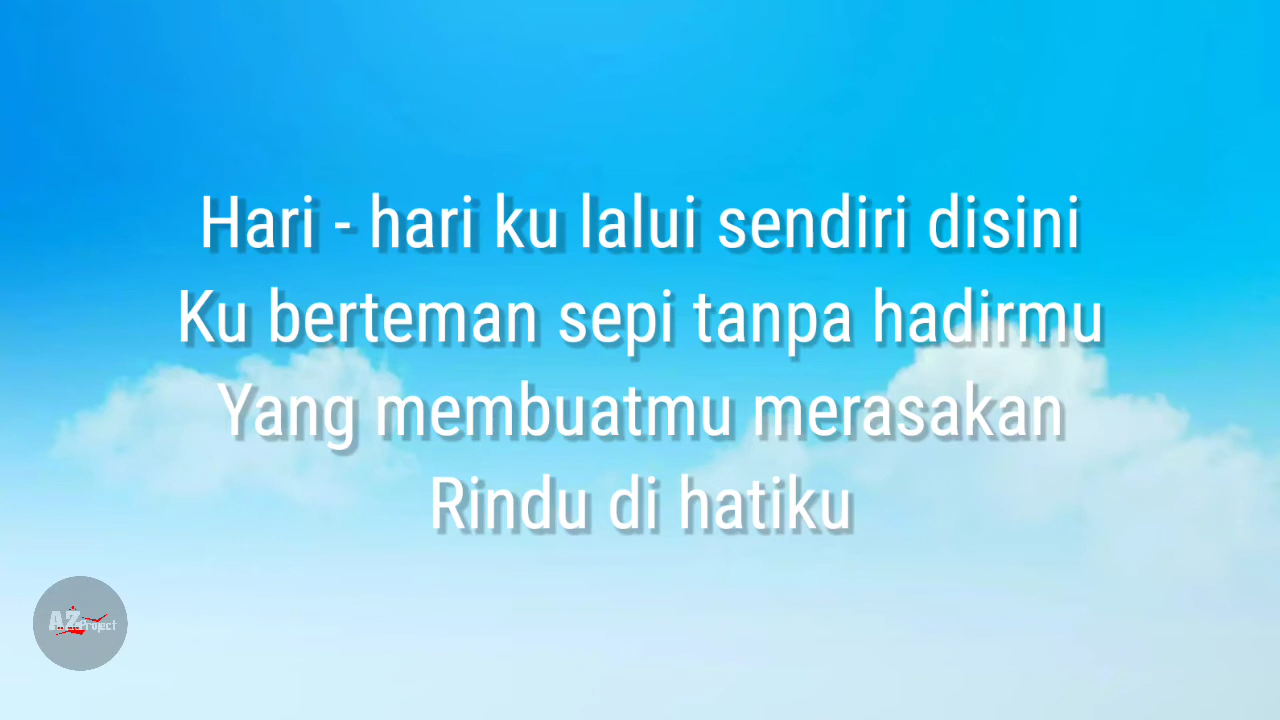 Hari - hari ku lalui sendiri disini
Ku berteman sepi tanpa hadirmu
Yang membuatmu merasakan
Rindu di hatiku
AZ Project